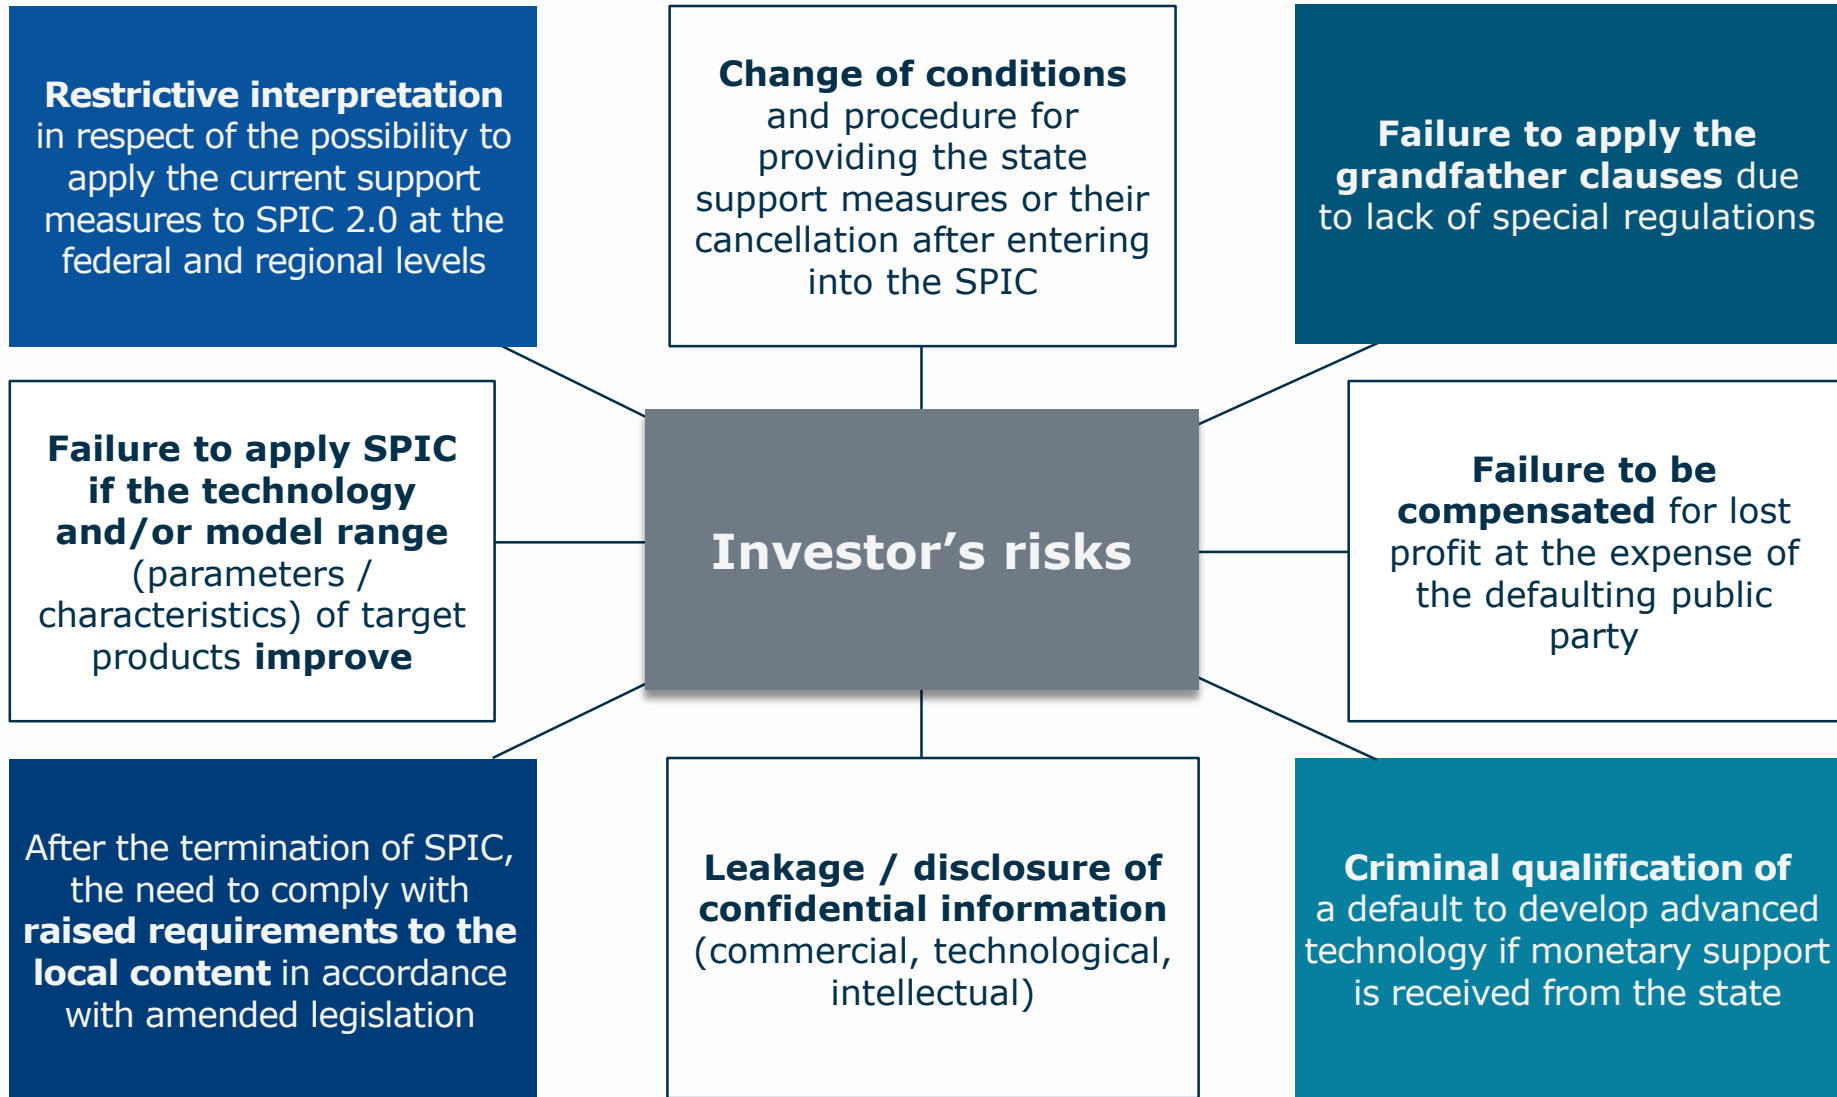 Restrictive interpretation
in respect of the possibility to
apply the current support
measures to SPIC 2.0 at the
federal and regional levels
Change of conditions
and procedure for
providing the state
support measures or their
cancellation after entering
into the SPIC
Failure to apply the
grandfather clauses due
to lack of special regulations
Failure to apply SPIC
if the technology
and/or model range
(parameters /
characteristics) of target
products improve
Investor’s risks
Failure to be
compensated for lost
profit at the expense of
the defaulting public
party
After the termination of SPIC,
the need to comply with
raised requirements to the
local content in accordance
with amended legislation
Leakage / disclosure of
confidential information
(commercial, technological,
intellectual)
Criminal qualification of
a default to develop advanced
technology if monetary support
is received from the state